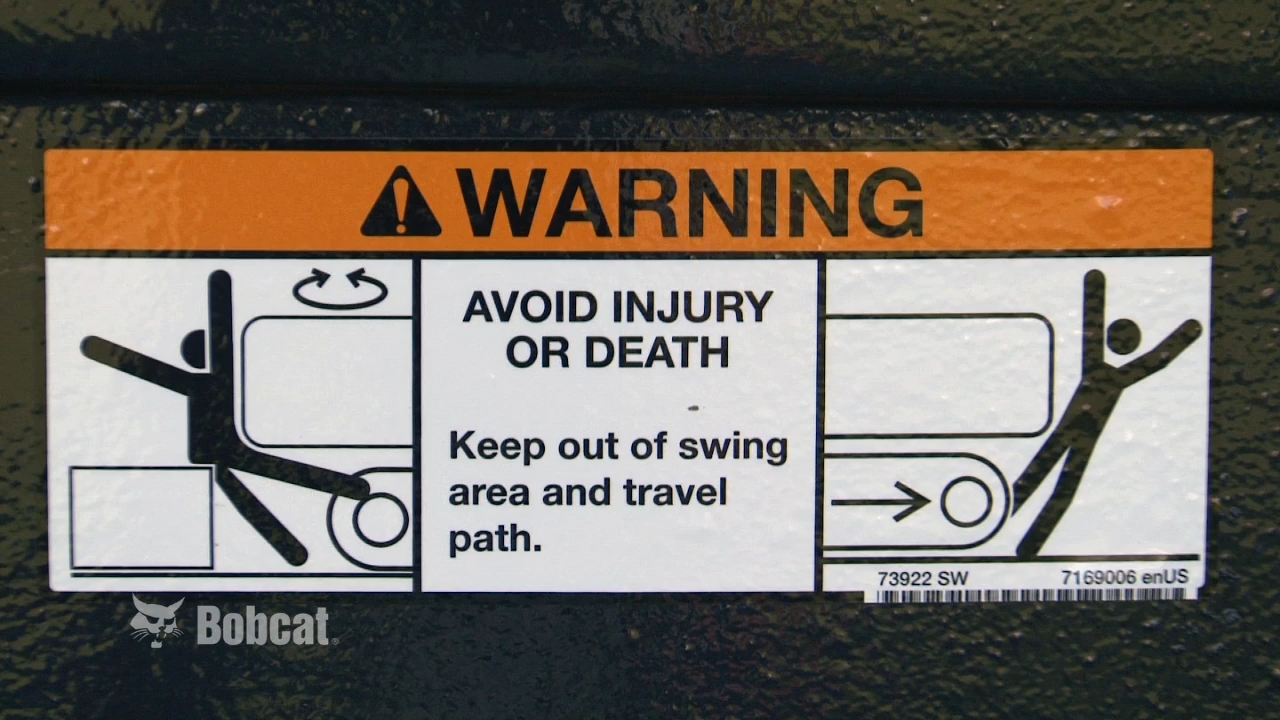 WARNING
AVOID INJURY
OR DEATH
Keep out of swing
area and travel
path.
73922 SW 7169006 enUS
Bobcat